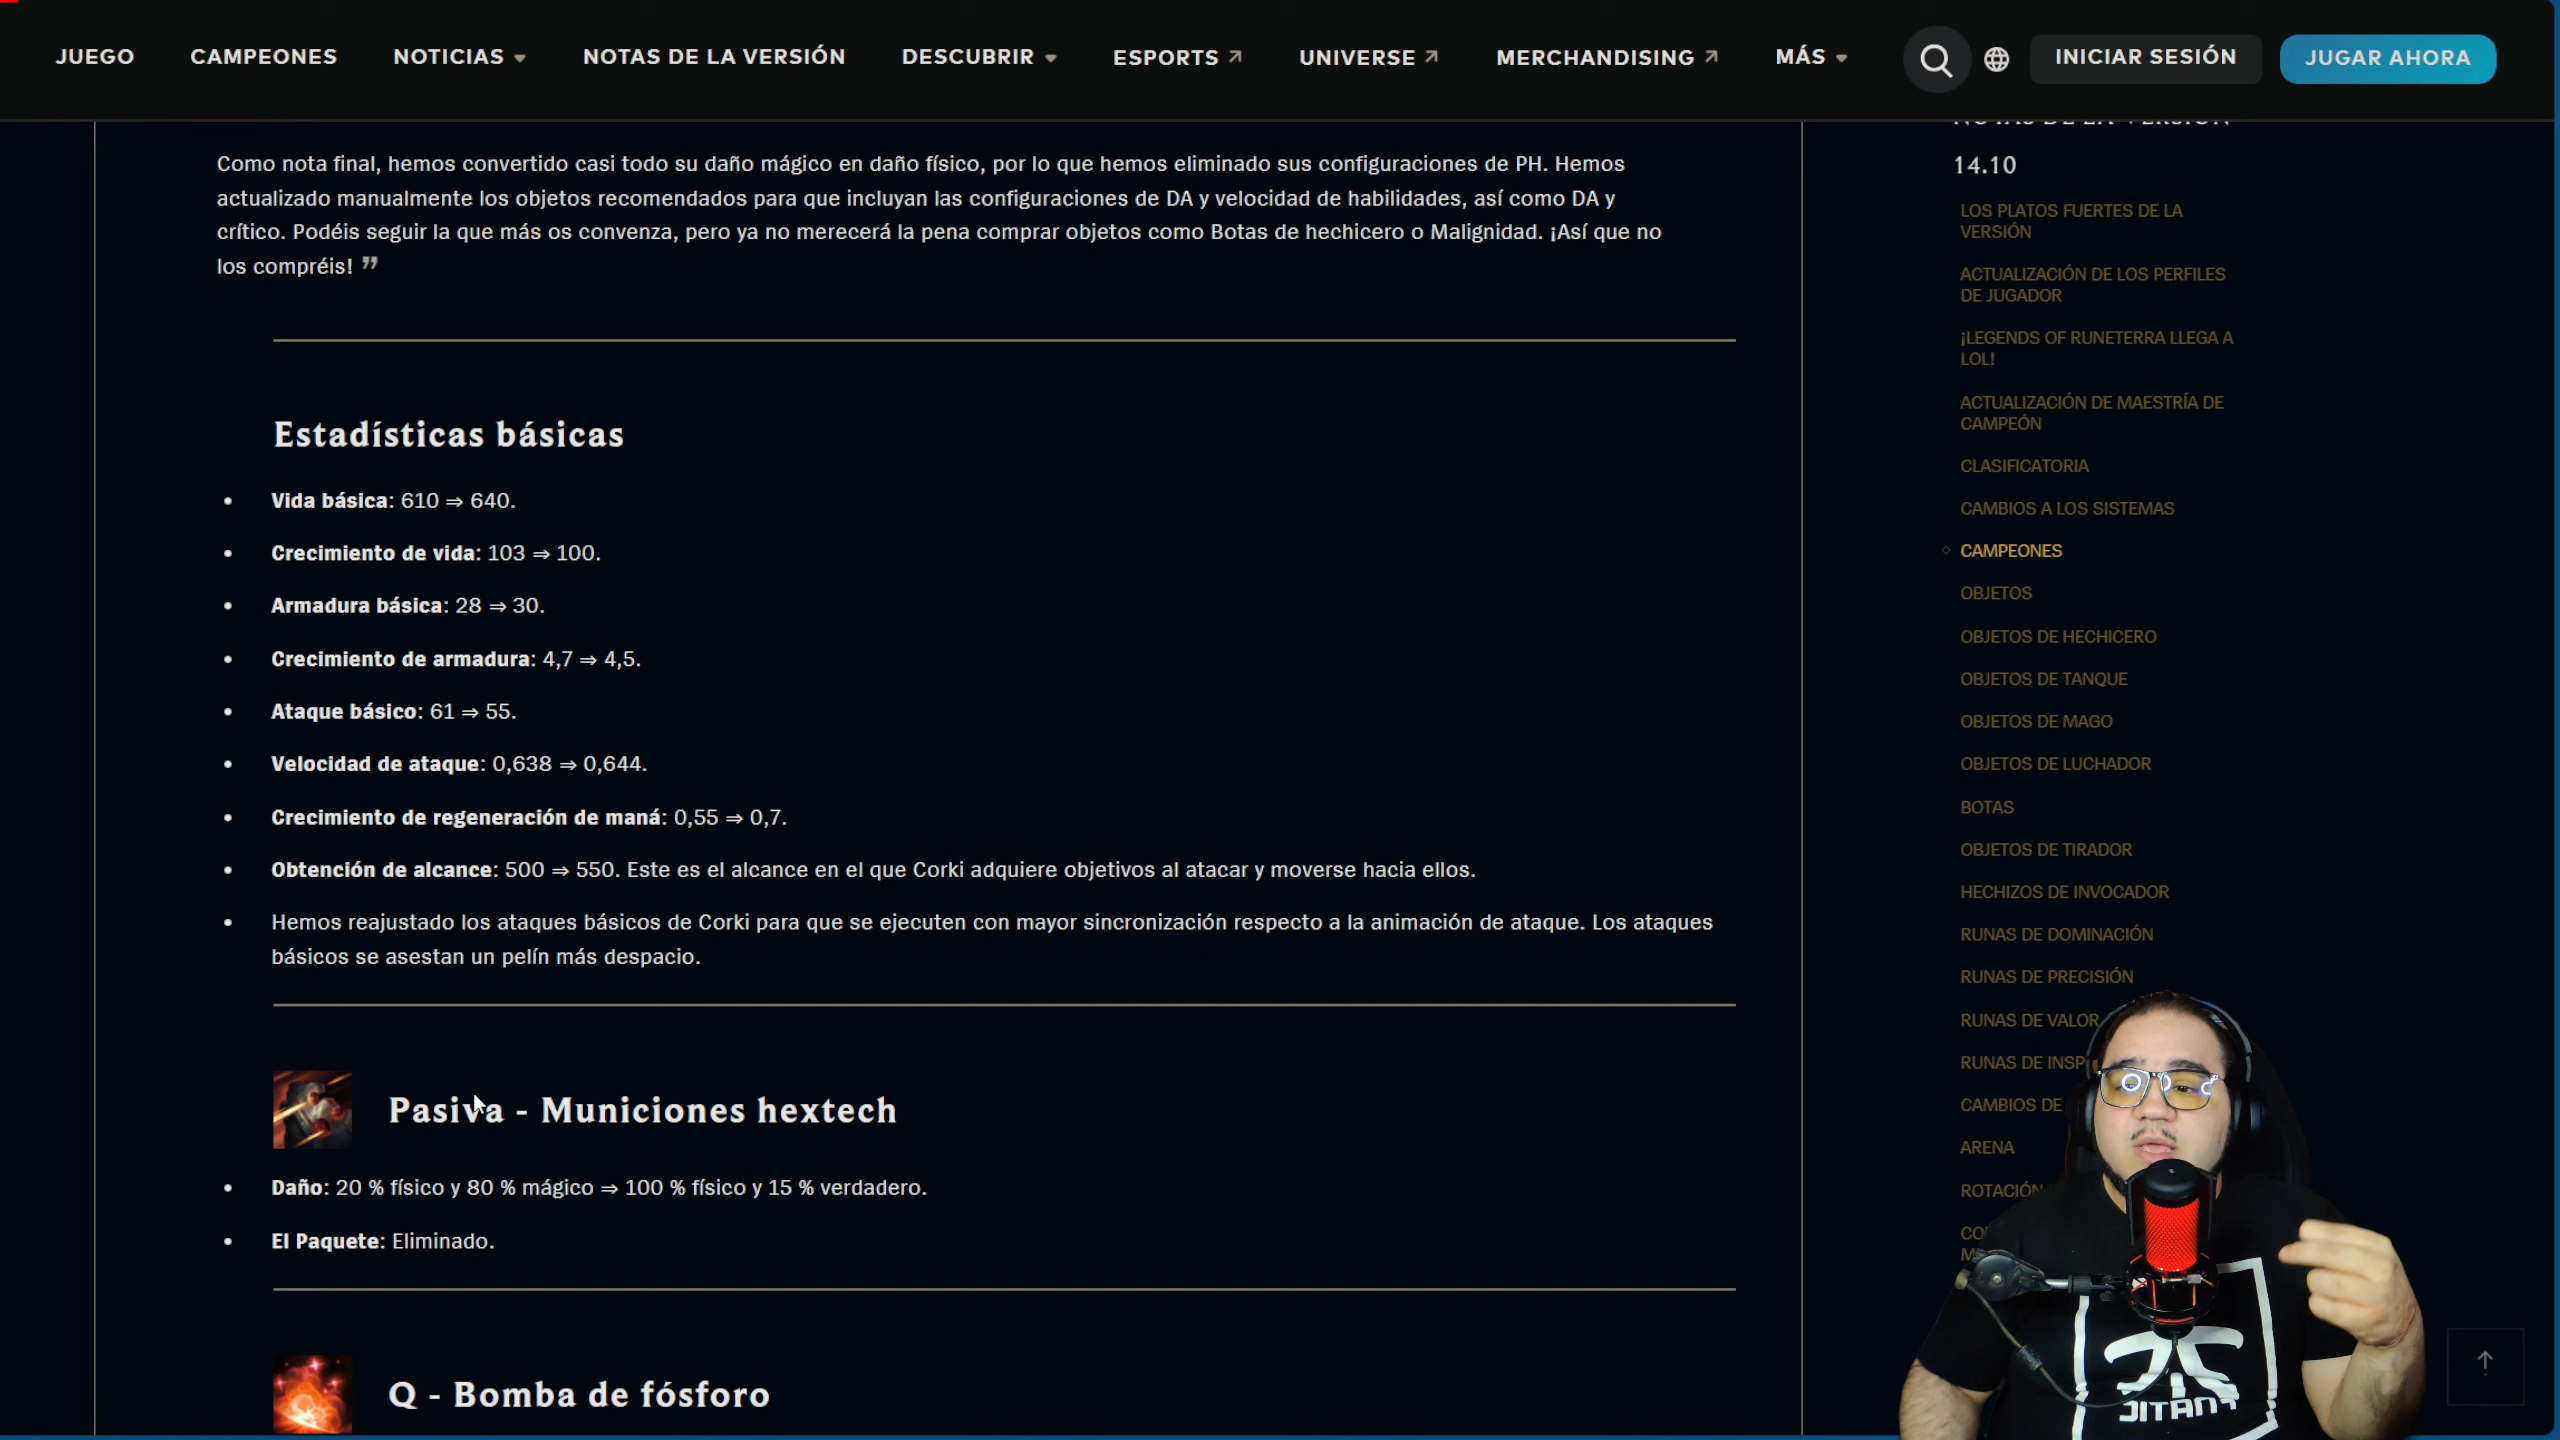 JUEGO CAMPEONES NOTICIAS NOTAS DE LA VERSIÓN DESCUBRIR ESPORTS UNIVERSE MERCHANDISING MÁS INICIAR SESIÓN JUGAR AHORA
Como nota final, hemos convertido casi todo su daño mágico en daño físico, por lo que hemos eliminado sus configuraciones de PH. Hemos
actualizado manualmente los objetos recomendados para que incluyan las configuraciones de DA y velocidad de habilidades, así como DA y
crítico. Podéis seguir la que más os convenza, pero ya no merecerá la pena comprar objetos como Botas de hechicero o Malignidad. ¡Así que no
los compréis! ”
Estadísticas básicas
• Vida básica: 610 ⇒ 640.
• Crecimiento de vida: 103 ⇒ 100.
• Armadura básica: 28 ⇒ 30.
• Crecimiento de armadura: 4,7 ⇒ 4,5.
• Ataque básico: 61 ⇒ 55.
• Velocidad de ataque: 0,638 ⇒ 0,644.
• Crecimiento de regeneración de maná: 0,55 ⇒ 0,7.
• Obtención de alcance: 500 ⇒ 550. Este es el alcance en el que Corki adquiere objetivos al atacar y moverse hacia ellos.
• Hemos reajustado los ataques básicos de Corki para que se ejecuten con mayor sincronización respecto a la animación de ataque. Los ataques
básicos se asestan un pelín más despacio.
Pasiva - Municiones hextech
• Daño: 20 % físico y 80 % mágico ⇒ 100 % físico y 15 % verdadero.
• El Paquete: Eliminado.
Q - Bomba de fósforo
NOTAS DE LA VERSIÓN
14.10
LOS PLATOS FUERTES DE LA
VERSIÓN
ACTUALIZACIÓN DE LOS PERFILES
DE JUGADOR
¡LEGENDS OF RUNETERRA LLEGA A
LOL!
ACTUALIZACIÓN DE MAESTRÍA DE
CAMPEÓN
CLASIFICATORIA
CAMBIOS A LOS SISTEMAS
CAMPEONES
OBJETOS
OBJETOS DE HECHICERO
OBJETOS DE TANQUE
OBJETOS DE MAGO
OBJETOS DE LUCHADOR
BOTAS
OBJETOS DE TIRADOR
HECHIZOS DE INVOCADOR
RUNAS DE DOMINACIÓN
RUNAS DE PRECISIÓN
RUNAS DE VALOR
RUNAS DE INSP
CAMBIOS DE
ARENA
ROTACIÓN